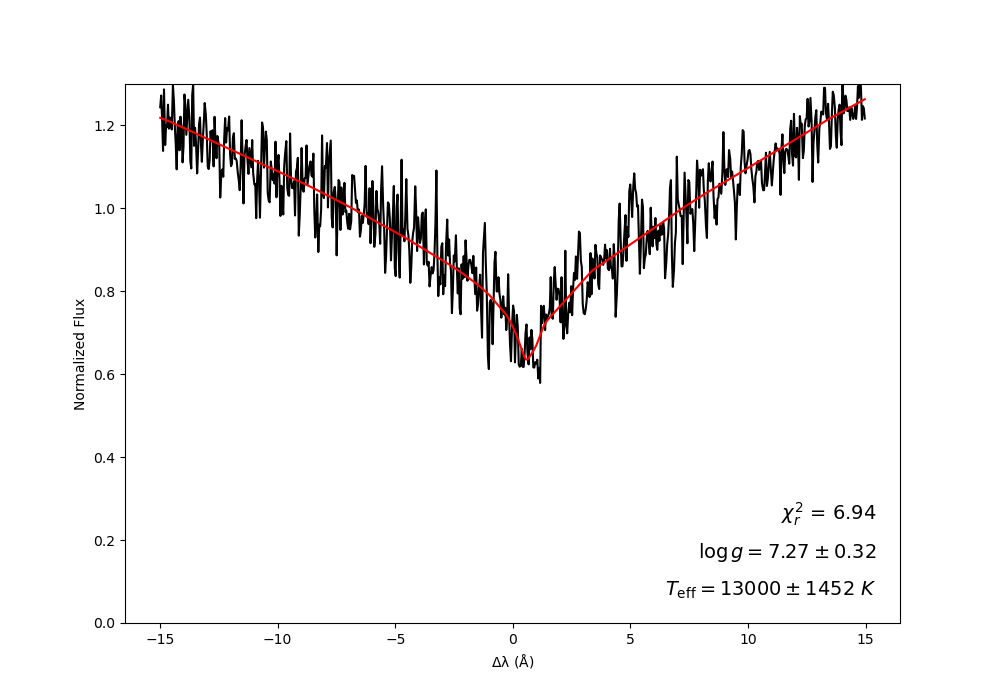 1.2
1.0
0.8
0.6
0.4
0.2
0.0
Normalized Flux
χ²ᵣ = 6.94
log g = 7.27 ± 0.32
T_eff = 13000 ± 1452 K
−15 −10 −5 0 5 10 15
Δλ (Å)